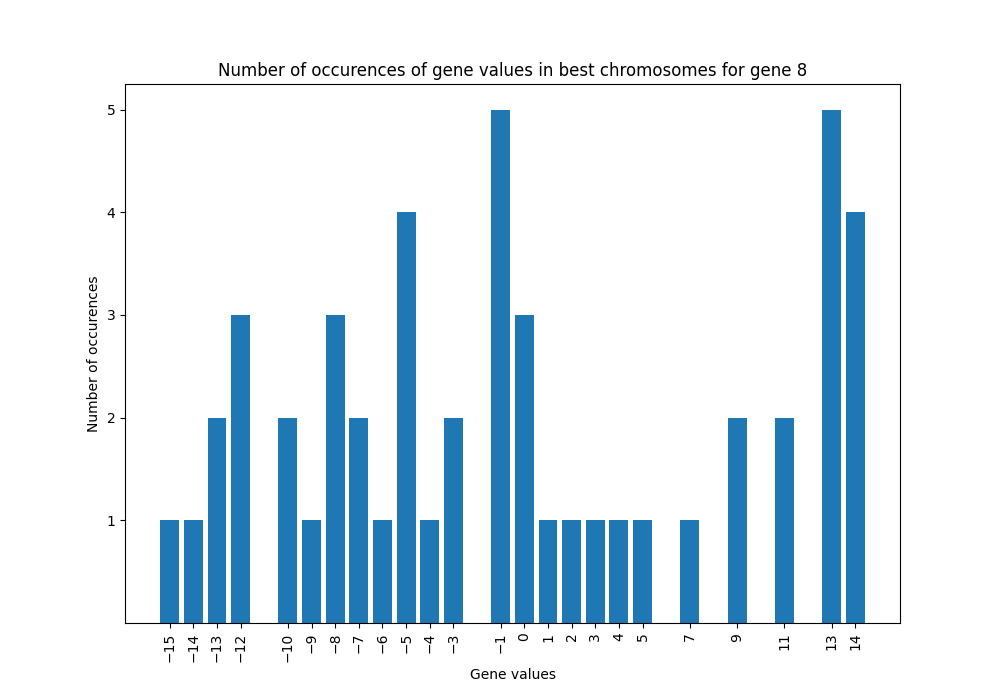 Number of occurences of gene values in best chromosomes for gene 8
5
4
3
2
1
Number of occurences
−15 −14 −13 −12 −10 −9 −8 −7 −6 −5 −4 −3 −1 0 1 2 3 4 5 7 9 11 13 14
Gene values